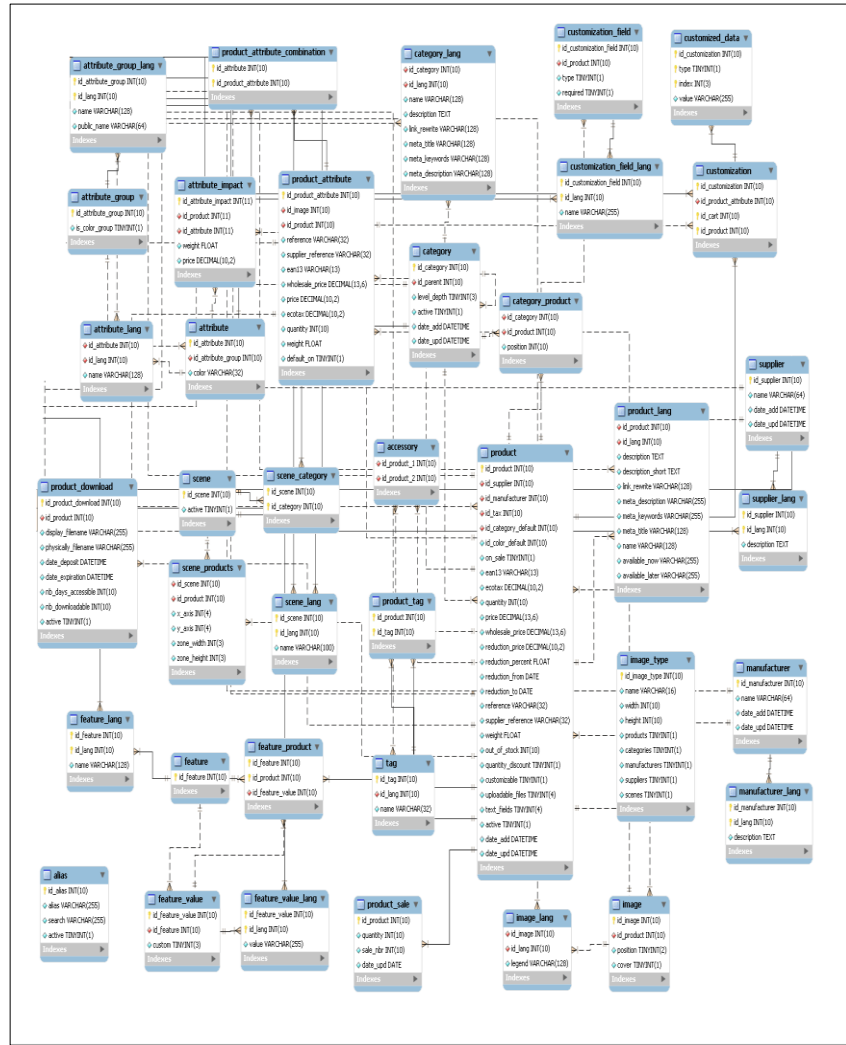 attribute_group_lang
id_attribute_group INT(10)
id_lang INT(10)
name VARCHAR(128)
public_name VARCHAR(64)
Indexes
product_attribute_combination
id_attribute INT(10)
id_product_attribute INT(10)
Indexes
category_lang
id_category INT(10)
id_lang INT(10)
name VARCHAR(128)
description TEXT
link_rewrite VARCHAR(128)
meta_title VARCHAR(128)
meta_keywords VARCHAR(128)
meta_description VARCHAR(128)
Indexes
customization_field
id_customization_field INT(10)
id_product INT(10)
type TINYINT(1)
required TINYINT(1)
Indexes
customized_data
id_customization INT(10)
type TINYINT(1)
index INT(3)
value VARCHAR(255)
Indexes
attribute_group
id_attribute_group INT(10)
is_color_group TINYINT(1)
Indexes
attribute_impact
id_attribute_impact INT(11)
id_product INT(11)
id_attribute INT(11)
weight FLOAT
price DECIMAL(10,2)
Indexes
product_attribute
id_product_attribute INT(10)
id_image INT(10)
id_product INT(10)
reference VARCHAR(32)
supplier_reference VARCHAR(32)
ean13 VARCHAR(13)
wholesale_price DECIMAL(13,6)
price DECIMAL(10,2)
ecotax DECIMAL(10,2)
quantity INT(10)
weight FLOAT
default_on TINYINT(1)
Indexes
customization_field_lang
id_customization_field INT(10)
id_lang INT(10)
name VARCHAR(255)
Indexes
customization
id_customization INT(10)
id_product_attribute INT(10)
id_cart INT(10)
id_product INT(10)
Indexes
category
id_category INT(10)
id_parent INT(10)
level_depth TINYINT(3)
active TINYINT(1)
date_add DATETIME
date_upd DATETIME
Indexes
category_product
id_category INT(10)
id_product INT(10)
position INT(10)
Indexes
attribute_lang
id_attribute INT(10)
id_lang INT(10)
name VARCHAR(128)
Indexes
attribute
id_attribute INT(10)
id_attribute_group INT(10)
color VARCHAR(32)
Indexes
supplier
id_supplier INT(10)
name VARCHAR(64)
date_add DATETIME
date_upd DATETIME
Indexes
product_lang
id_product INT(10)
id_lang INT(10)
description TEXT
description_short TEXT
link_rewrite VARCHAR(128)
meta_description VARCHAR(255)
meta_keywords VARCHAR(255)
meta_title VARCHAR(128)
name VARCHAR(128)
available_now VARCHAR(255)
available_later VARCHAR(255)
Indexes
product_download
id_product_download INT(10)
id_product INT(10)
display_filename VARCHAR(255)
physically_filename VARCHAR(255)
date_deposit DATETIME
date_expiration DATETIME
nb_days_accessible INT(10)
nb_downloadable INT(10)
active TINYINT(1)
Indexes
scene
id_scene INT(10)
active TINYINT(1)
Indexes
scene_category
id_scene INT(10)
id_category INT(10)
Indexes
accessory
id_product_1 INT(10)
id_product_2 INT(10)
Indexes
product
id_product INT(10)
id_supplier INT(10)
id_manufacturer INT(10)
id_tax INT(10)
id_category_default INT(10)
id_color_default INT(10)
on_sale TINYINT(1)
ean13 VARCHAR(13)
ecotax DECIMAL(10,2)
quantity INT(10)
price DECIMAL(13,6)
wholesale_price DECIMAL(13,6)
reduction_price DECIMAL(10,2)
reduction_percent FLOAT
reduction_from DATE
reduction_to DATE
reference VARCHAR(32)
supplier_reference VARCHAR(32)
weight FLOAT
out_of_stock INT(10)
quantity_discount TINYINT(1)
customizable TINYINT(1)
uploadable_files TINYINT(4)
text_fields TINYINT(4)
active TINYINT(1)
date_add DATETIME
date_upd DATETIME
Indexes
supplier_lang
id_supplier INT(10)
id_lang INT(10)
description TEXT
Indexes
scene_products
id_scene INT(10)
id_product INT(10)
x_axis INT(4)
y_axis INT(4)
zone_width INT(3)
zone_height INT(3)
Indexes
scene_lang
id_scene INT(10)
id_lang INT(10)
name VARCHAR(100)
Indexes
product_tag
id_product INT(10)
id_tag INT(10)
Indexes
image_type
id_image_type INT(10)
name VARCHAR(16)
width INT(10)
height INT(10)
products TINYINT(1)
categories TINYINT(1)
manufacturers TINYINT(1)
suppliers TINYINT(1)
scenes TINYINT(1)
Indexes
manufacturer
id_manufacturer INT(10)
name VARCHAR(64)
date_add DATETIME
date_upd DATETIME
Indexes
feature_lang
id_feature INT(10)
id_lang INT(10)
name VARCHAR(128)
Indexes
feature
id_feature INT(10)
Indexes
feature_product
id_feature INT(10)
id_product INT(10)
id_feature_value INT(10)
Indexes
tag
id_tag INT(10)
id_lang INT(10)
name VARCHAR(32)
Indexes
manufacturer_lang
id_manufacturer INT(10)
id_lang INT(10)
description TEXT
Indexes
alias
id_alias INT(10)
alias VARCHAR(255)
search VARCHAR(255)
active TINYINT(1)
Indexes
feature_value
id_feature_value INT(10)
id_feature INT(10)
custom TINYINT(3)
Indexes
feature_value_lang
id_feature_value INT(10)
id_lang INT(10)
value VARCHAR(255)
Indexes
product_sale
id_product INT(10)
quantity INT(10)
sale_nbr INT(10)
date_upd DATE
Indexes
image_lang
id_image INT(10)
id_lang INT(10)
legend VARCHAR(128)
Indexes
image
id_image INT(10)
id_product INT(10)
position TINYINT(2)
cover TINYINT(1)
Indexes